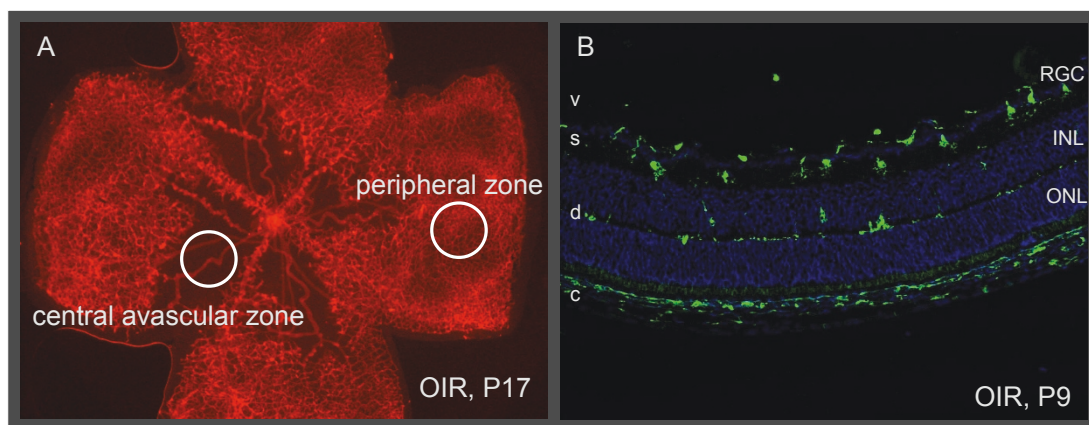 A
peripheral zone
central avascular zone
OIR, P17
B
RGC
v
s
INL
ONL
d
c
OIR, P9